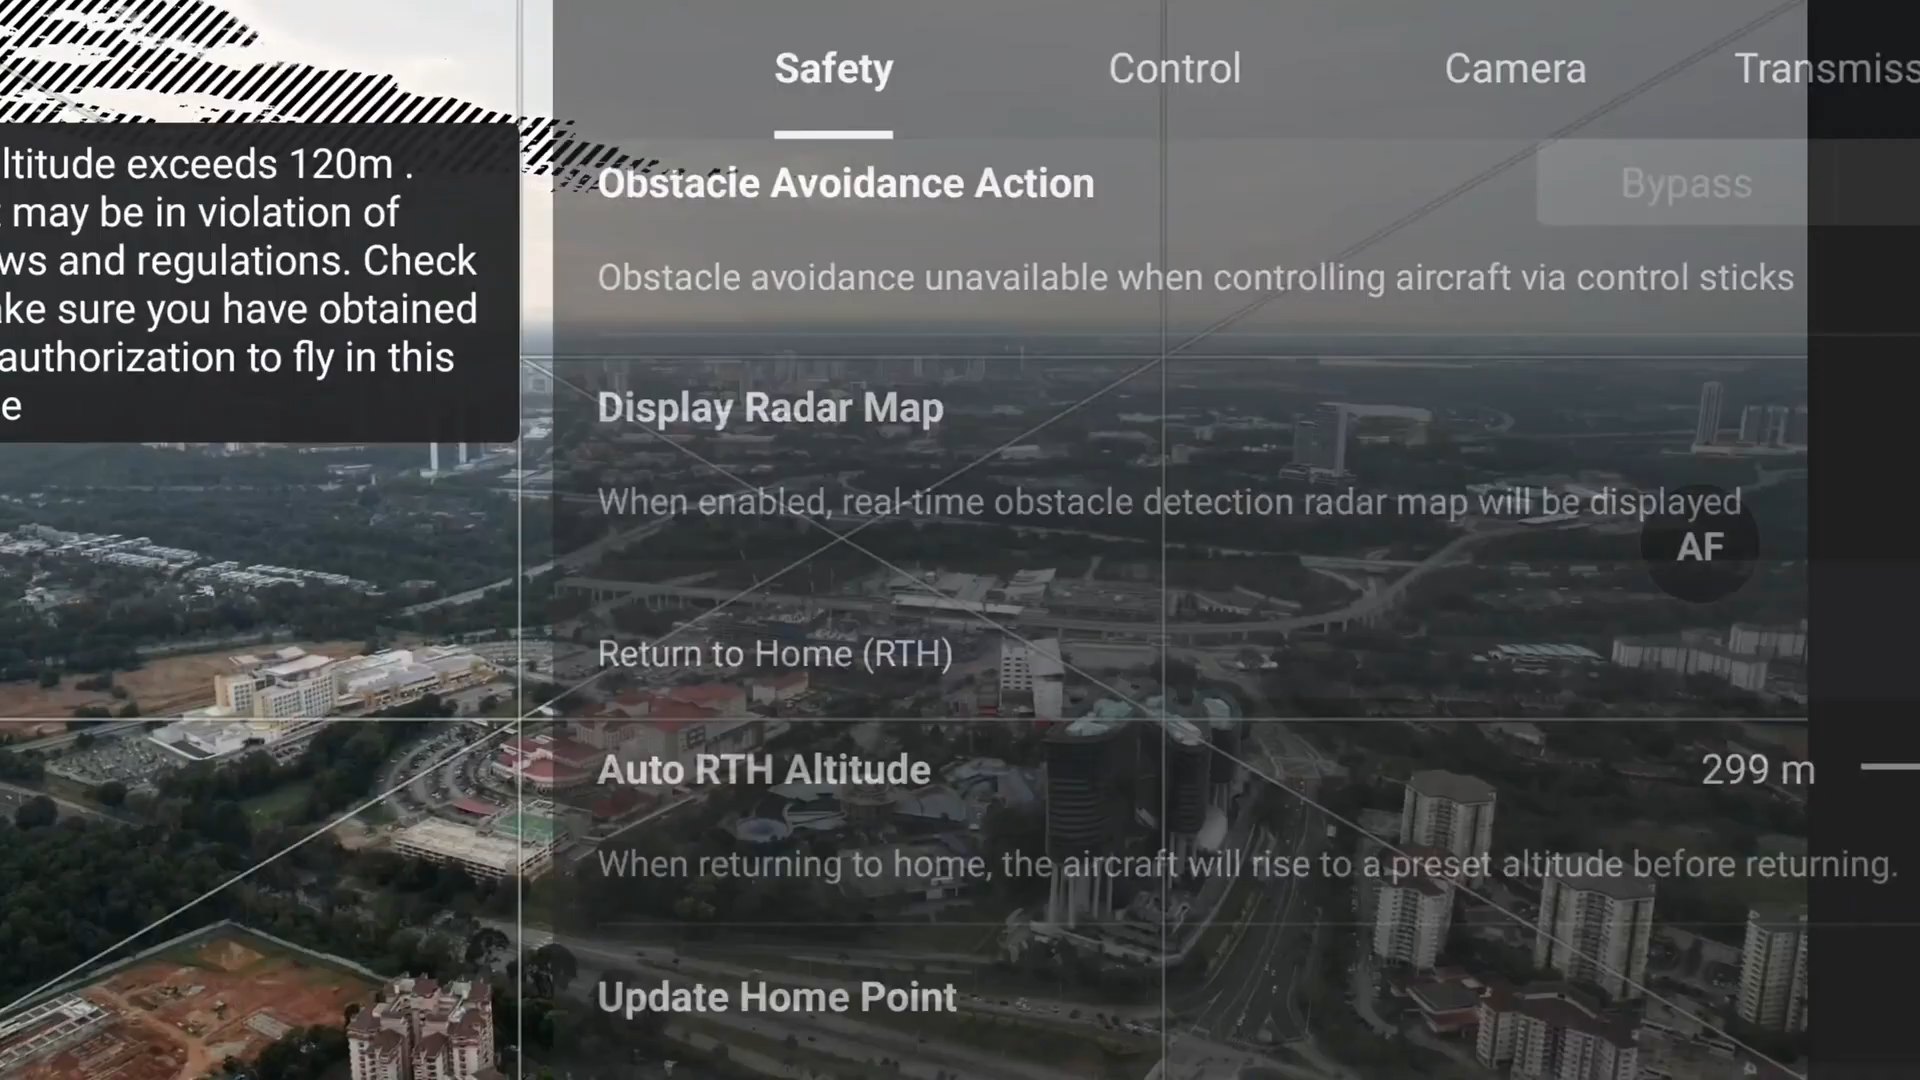 Safety Control Camera Transmiss
ltitude exceeds 120m .
may be in violation of
ws and regulations. Check
ake sure you have obtained
authorization to fly in this
e
Obstacle Avoidance Action
Bypass
Obstacle avoidance unavailable when controlling aircraft via control sticks
Display Radar Map
When enabled, real-time obstacle detection radar map will be displayed
AF
Return to Home (RTH)
Auto RTH Altitude
299 m
When returning to home, the aircraft will rise to a preset altitude before returning.
Update Home Point